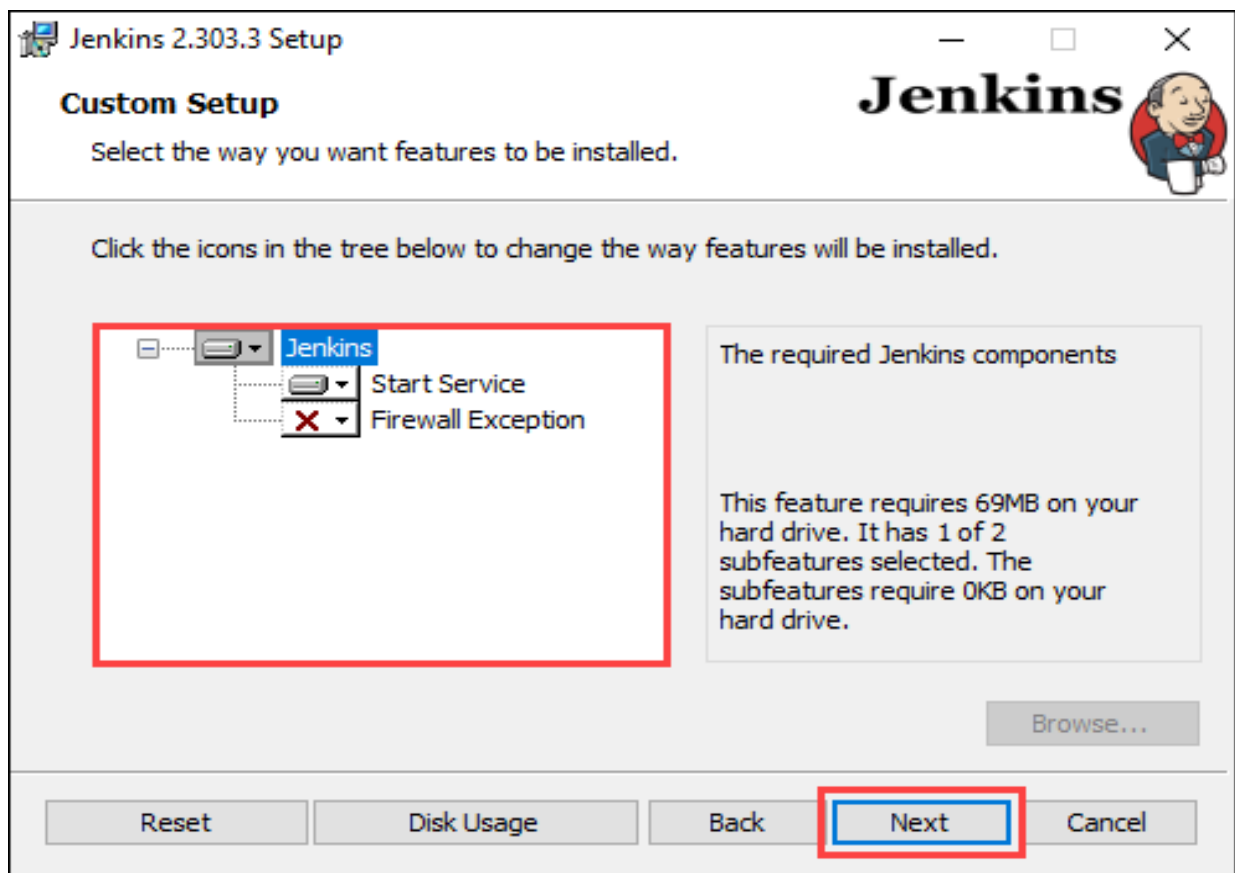 Jenkins 2.303.3 Setup
Custom Setup
Jenkins
Select the way you want features to be installed.
Click the icons in the tree below to change the way features will be installed.
Jenkins
Start Service
Firewall Exception
The required Jenkins components
This feature requires 69MB on your
hard drive. It has 1 of 2
subfeatures selected. The
subfeatures require 0KB on your
hard drive.
Browse...
Reset
Disk Usage
Back
Next
Cancel